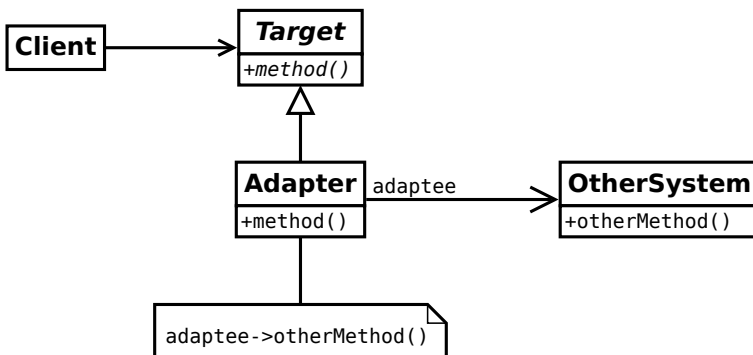 Client
Target
+method()
Adapter
+method()
adaptee
OtherSystem
+otherMethod()
adaptee->otherMethod()